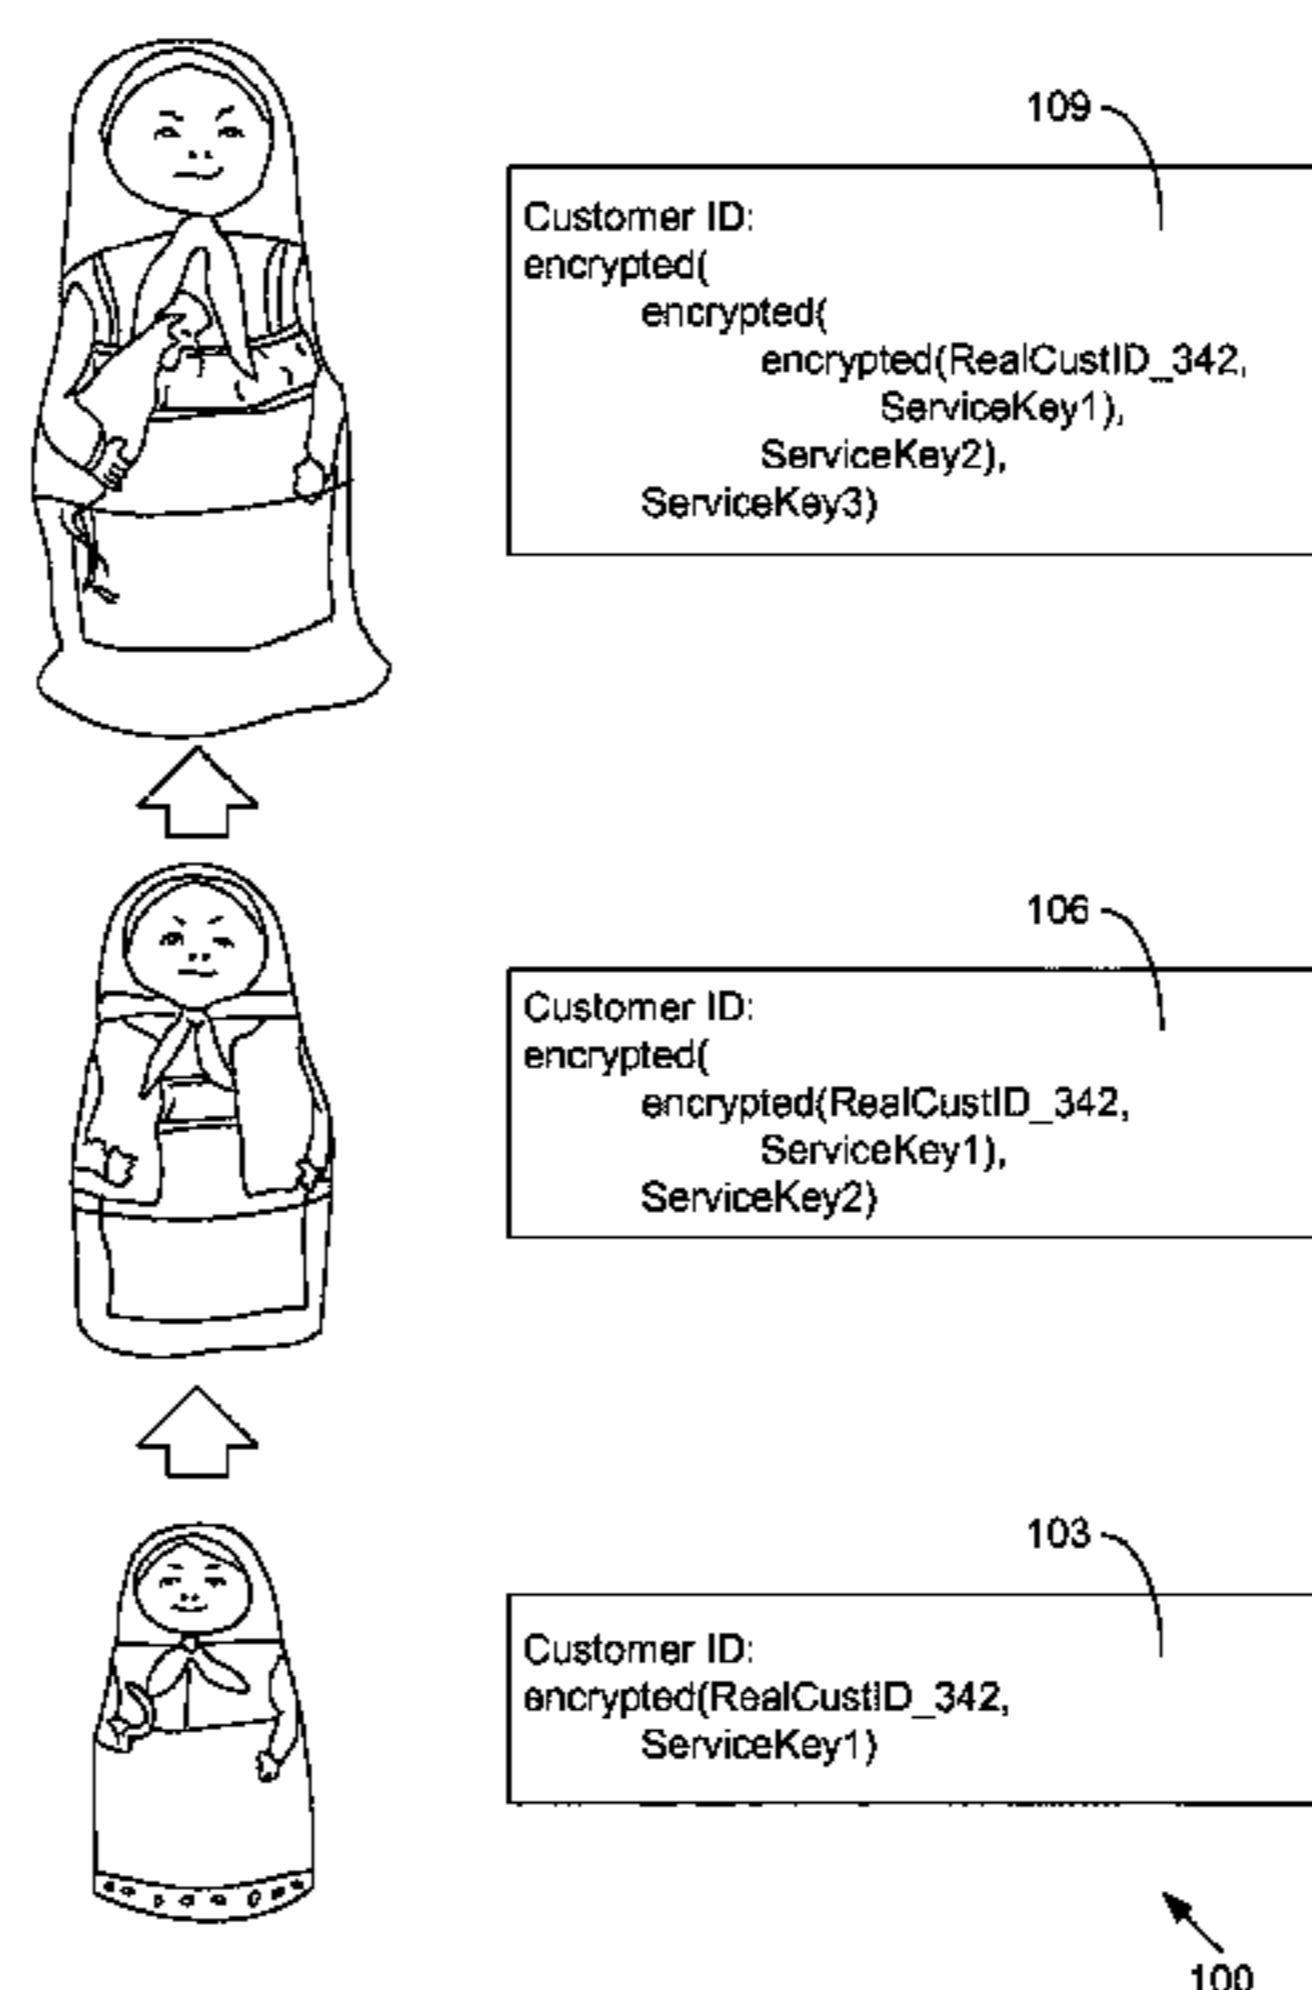 109
Customer ID:
encrypted(
encrypted(
encrypted(RealCustID_342,
ServiceKey1),
ServiceKey2),
ServiceKey3)
106
Customer ID:
encrypted(
encrypted(RealCustID_342,
ServiceKey1),
ServiceKey2)
103
Customer ID:
encrypted(RealCustID_342,
ServiceKey1)
100